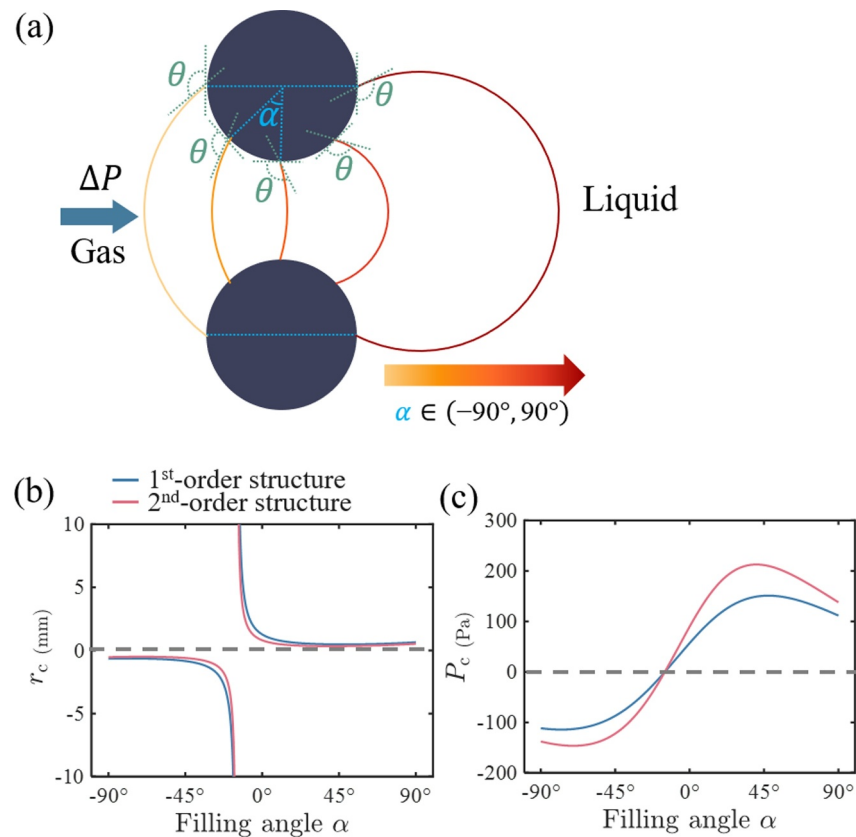 (a)
θ
θ
α
θ
θ
θ
ΔP
Gas
Liquid
α ∈ (−90°, 90°)
(b)
1st-order structure
2nd-order structure
10
5
0
-5
-10
rc (mm)
-90°
-45°
0°
45°
90°
Filling angle α
(c)
300
200
100
0
-100
-200
Pc (Pa)
-90°
-45°
0°
45°
90°
Filling angle α